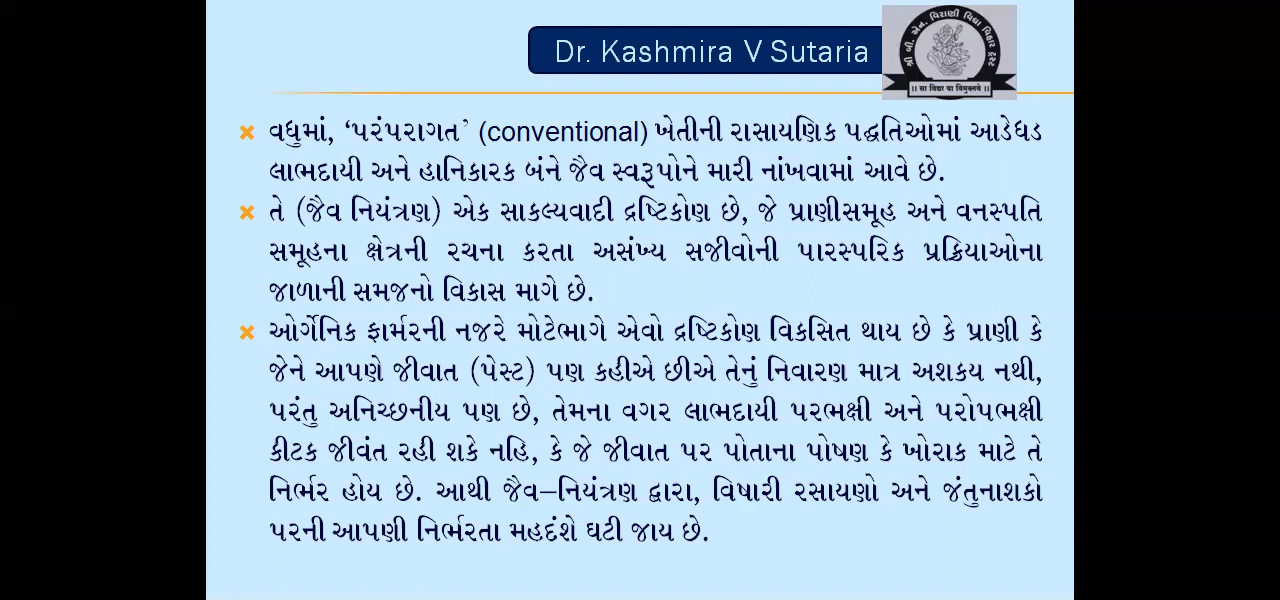 Dr. Kashmira V Sutaria
શ્રી બી. એન. વિરાણી વિદ્યા વિહાર ટ્રસ્ટ
।। સા વિદ્યા યા વિમુક્તયે ।।
વધુમાં, ‘પરંપરાગત’ (conventional) ખેતીની રાસાયણિક પદ્ધતિઓમાં આડેધડ
લાભદાયી અને હાનિકારક બંને જૈવ સ્વરૂપોને મારી નાંખવામાં આવે છે.
તે (જૈવ નિયંત્રણ) એક સાકલ્યવાદી દ્રષ્ટિકોણ છે, જે પ્રાણીસમૂહ અને વનસ્પતિ
સમૂહના ક્ષેત્રની રચના કરતા અસંખ્ય સજીવોની પારસ્પરિક પ્રક્રિયાઓના
જાળાની સમજનો વિકાસ માગે છે.
ઓર્ગેનિક ફાર્મરની નજરે મોટેભાગે એવો દ્રષ્ટિકોણ વિકસિત થાય છે કે પ્રાણી કે
જેને આપણે જીવાત (પેસ્ટ) પણ કહીએ છીએ તેનું નિવારણ માત્ર અશકય નથી,
પરંતુ અનિચ્છનીય પણ છે, તેમના વગર લાભદાયી પરભક્ષી અને પરોપભક્ષી
કીટક જીવંત રહી શકે નહિ, કે જે જીવાત પર પોતાના પોષણ કે ખોરાક માટે તે
નિર્ભર હોય છે. આથી જૈવ–નિયંત્રણ દ્વારા, વિષારી રસાયણો અને જંતુનાશકો
પરની આપણી નિર્ભરતા મહદંશે ઘટી જાય છે.